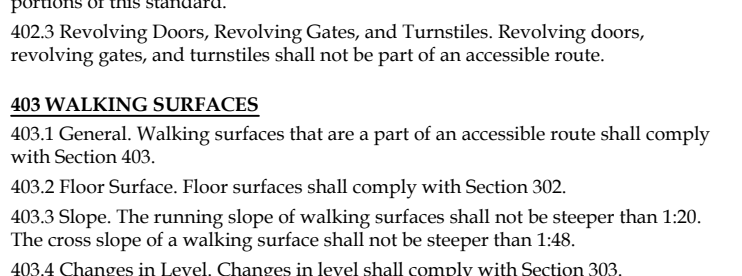 portions of this standard.
402.3 Revolving Doors, Revolving Gates, and Turnstiles. Revolving doors,
revolving gates, and turnstiles shall not be part of an accessible route.
403 WALKING SURFACES
403.1 General. Walking surfaces that are a part of an accessible route shall comply
with Section 403.
403.2 Floor Surface. Floor surfaces shall comply with Section 302.
403.3 Slope. The running slope of walking surfaces shall not be steeper than 1:20.
The cross slope of a walking surface shall not be steeper than 1:48.
403.4 Changes in Level. Changes in level shall comply with Section 303.